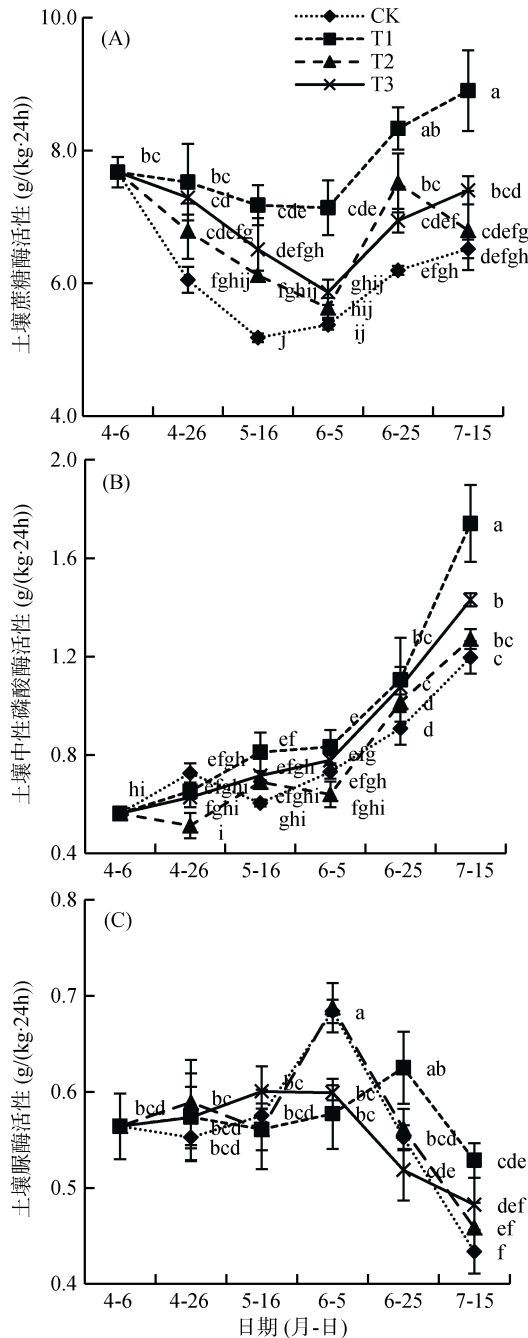 10.0
(A)
CK
T1
T2
T3
bc
bc
cd
cdefg
fghij
cde
defgh
fghij
j
cde
ghij
hij
ij
ab
bc
cdef
efgh
a
bcd
cdefg
defgh
8.0
6.0
4.0
土壤蔗糖酶活性 (g/(kg·24h))
4-6 4-26 5-16 6-5 6-25 7-15
2.0
(B)
1.6
1.2
0.8
0.4
土壤中性磷酸酶活性 (g/(kg·24h))
hi
efgh
efghi
fghi
i
ef
efgh
efghi
ghi
e
efg
efgh
fghi
bc
c
d
d
a
b
bc
c
4-6 4-26 5-16 6-5 6-25 7-15
0.8
(C)
0.7
0.6
0.5
0.4
土壤脲酶活性 (g/(kg·24h))
bcd
bc
bcd
bcd
bc
bcd
a
bc
bc
ab
bcd
cde
cde
def
ef
f
4-6 4-26 5-16 6-5 6-25 7-15
日期 (月-日)